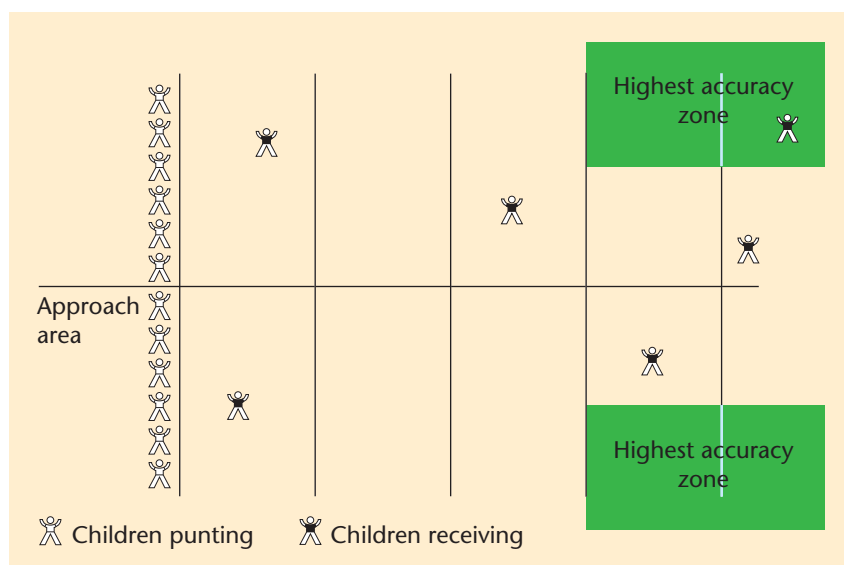 Highest accuracy
zone
Approach
area
Highest accuracy
zone
Children punting
Children receiving